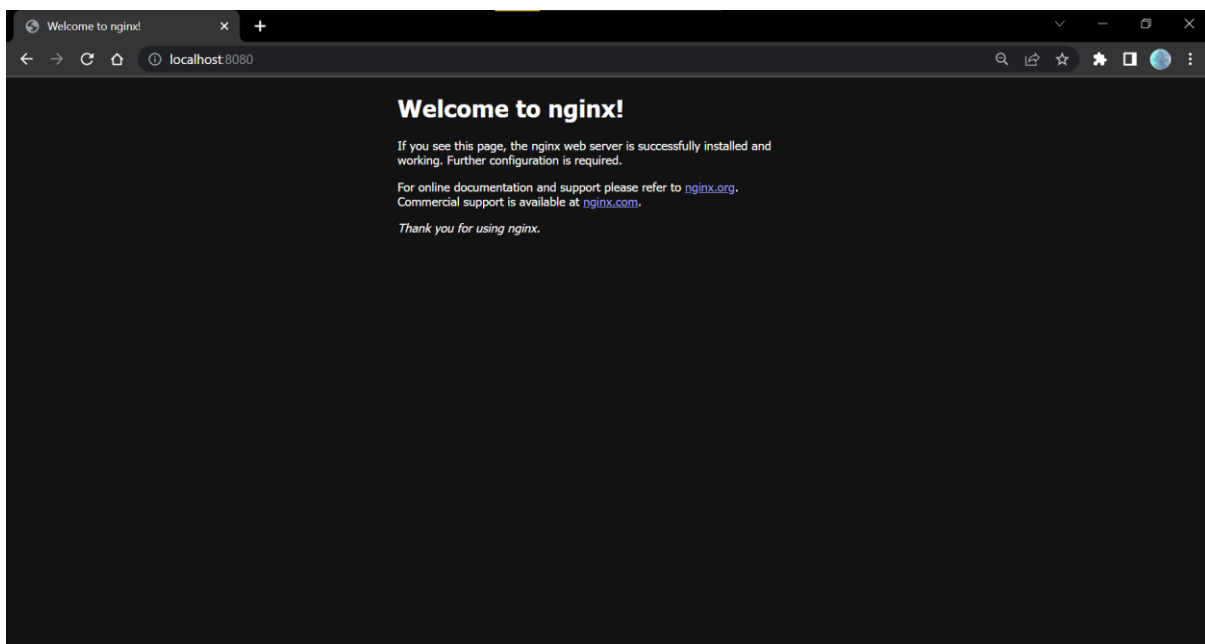 Welcome to nginx!
localhost:8080
Welcome to nginx!
If you see this page, the nginx web server is successfully installed and
working. Further configuration is required.
For online documentation and support please refer to nginx.org.
Commercial support is available at nginx.com.
Thank you for using nginx.